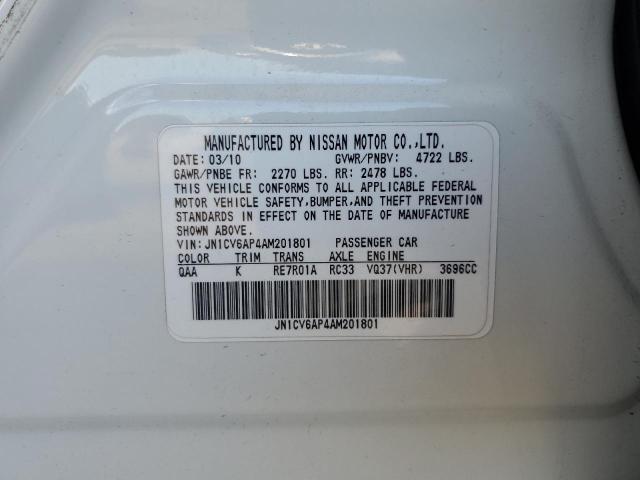 MANUFACTURED BY NISSAN MOTOR CO.,LTD.
DATE: 03/10 GVWR/PNBV: 4722 LBS.
GAWR/PNBE FR: 2270 LBS. RR: 2478 LBS.
THIS VEHICLE CONFORMS TO ALL APPLICABLE FEDERAL
MOTOR VEHICLE SAFETY,BUMPER,AND THEFT PREVENTION
STANDARDS IN EFFECT ON THE DATE OF MANUFACTURE
SHOWN ABOVE.
VIN: JN1CV6AP4AM201801 PASSENGER CAR
COLOR TRIM TRANS AXLE ENGINE
QAA K RE7R01A RC33 VQ37(VHR) 3696CC
JN1CV6AP4AM201801